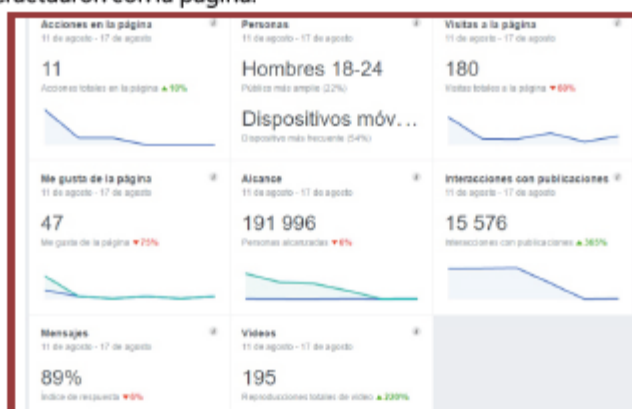 con la página.
Acciones en la página
11 de agosto - 17 de agosto
11
Acciones totales en la página ▲10%
Personas
11 de agosto - 17 de agosto
Hombres 18-24
Público más amplio (22%)
Dispositivos móv...
Dispositivo más frecuente (54%)
Visitas a la página
11 de agosto - 17 de agosto
180
Visitas totales a la página
Me gusta de la página
11 de agosto - 17 de agosto
47
Me gusta de la página ▼75%
Alcance
11 de agosto - 17 de agosto
191 996
Personas alcanzadas ▼6%
Interacciones con publicaciones
11 de agosto - 17 de agosto
15 576
Interacciones con publicaciones ▲365%
Mensajes
11 de agosto - 17 de agosto
89%
Índice de respuesta
Videos
11 de agosto - 17 de agosto
195
Reproducciones totales de video